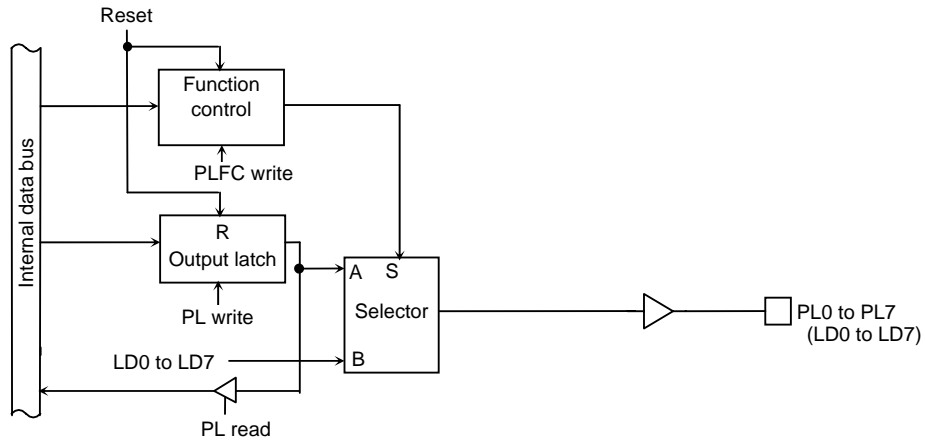 Reset
Function
control
PLFC write
Internal data bus
R
Output latch
PL write
A
S
Selector
B
LD0 to LD7
PL read
PL0 to PL7
(LD0 to LD7)